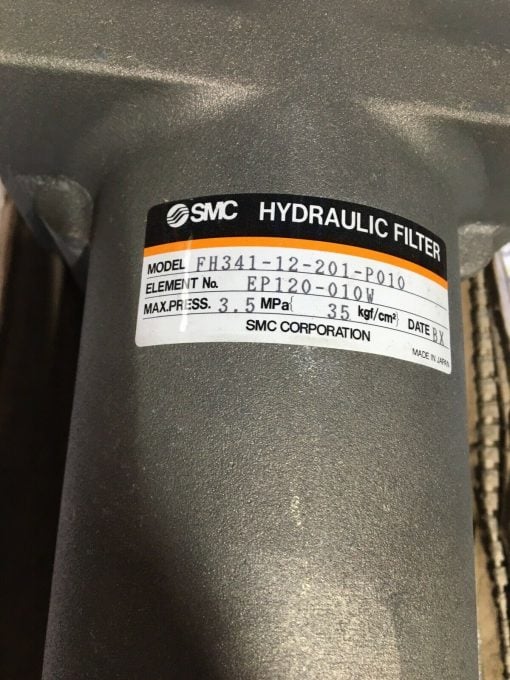 SMC HYDRAULIC FILTER
MODEL FH341-12-201-P010
ELEMENT No. EP120-010W
MAX.PRESS. 3.5 MPa{ 35 kgf/cm²} DATE BX
SMC CORPORATION
MADE IN JAPAN